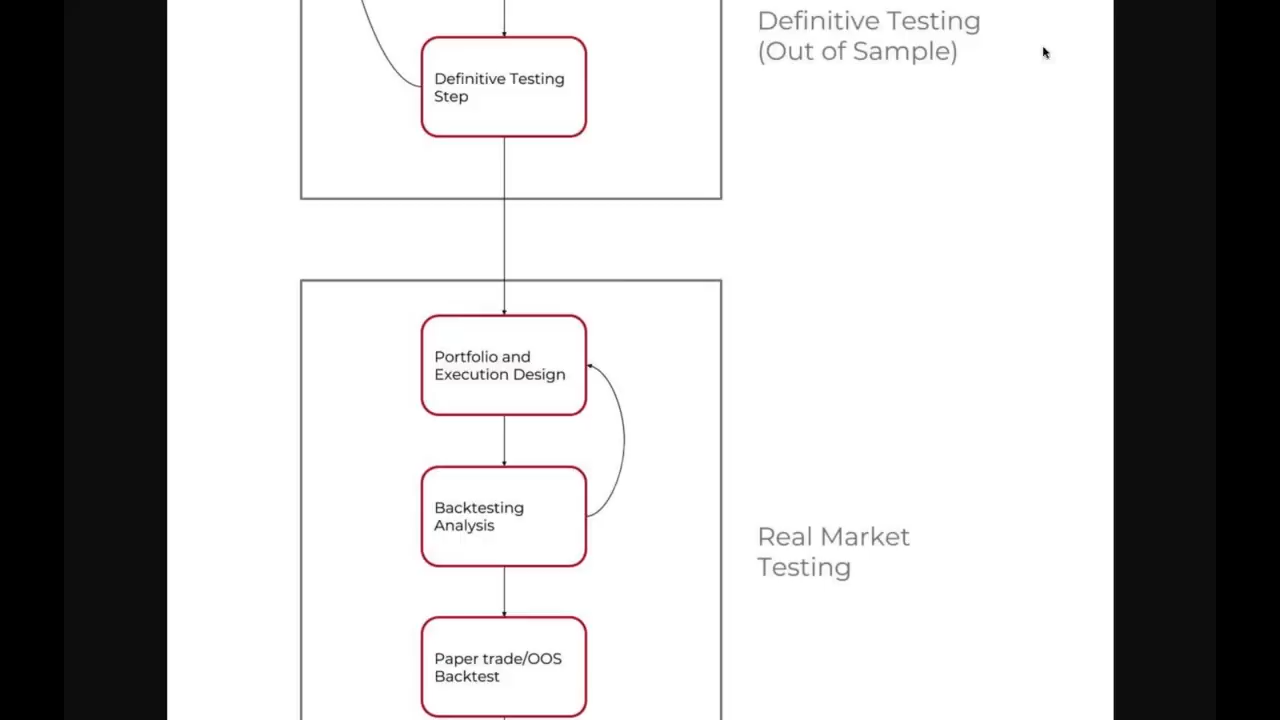 Definitive Testing
(Out of Sample)
Definitive Testing
Step
Portfolio and
Execution Design
Backtesting
Analysis
Real Market
Testing
Paper trade/OOS
Backtest